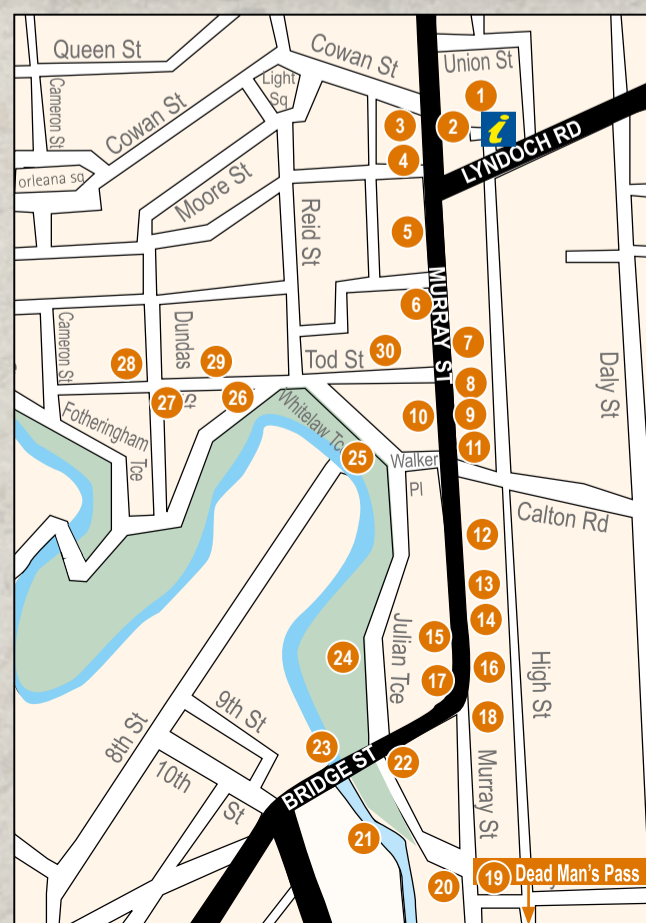 Queen St
Cowan St
Union St
Cameron St
Light
Sq
1
Cowan St
3
2
i
4
LYNDOCH RD
orleana sq
Moore St
Reid St
5
MURRAY ST
6
Cameron St
Dundas
St
7
28
29
Tod St
30
8
Daly St
27
26
10
9
Fotheringham
Tce
Whitelaw Tce
25
11
Walker
Pl
Calton Rd
12
13
14
Julian Tce
15
24
16
High St
17
9th St
18
8th St
23
BRIDGE ST
22
10th
St
Murray St
21
19 Dead Man's Pass
20